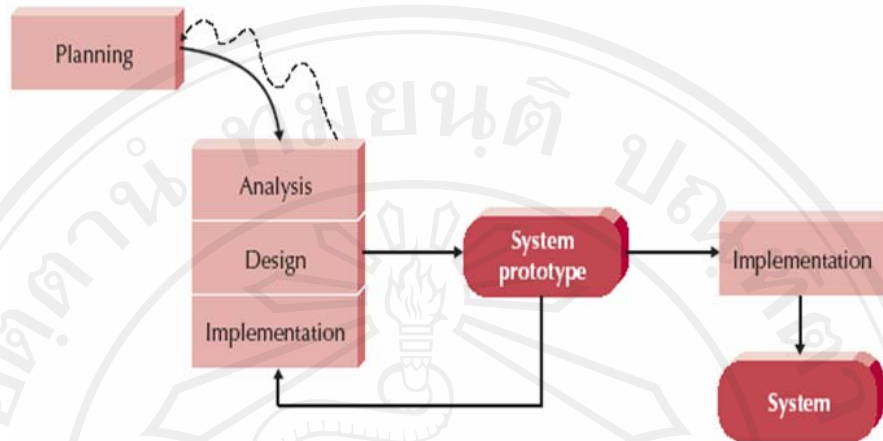 Planning
Analysis
Design
Implementation
System
prototype
Implementation
System